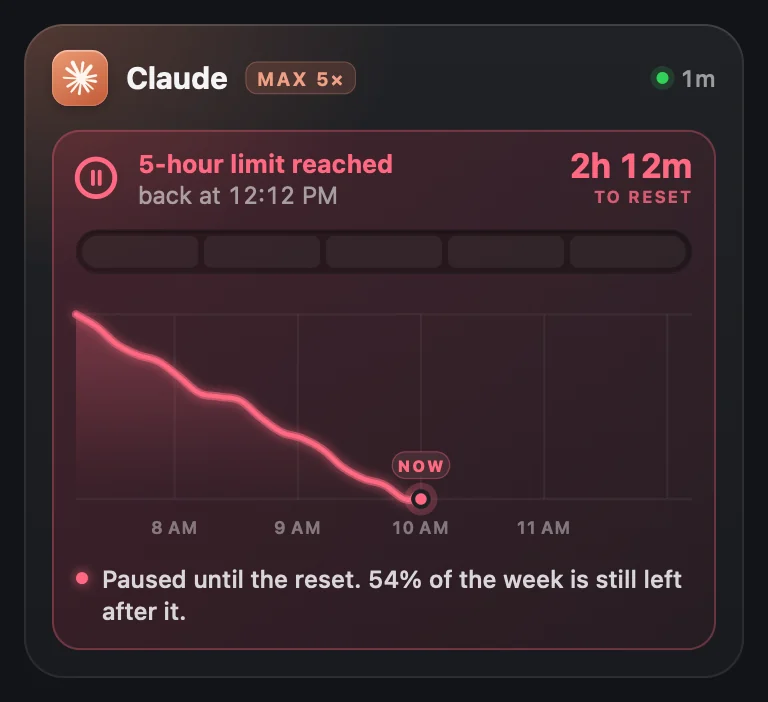 Claude MAX 5× 1m
5-hour limit reached 2h 12m
back at 12:12 PM TO RESET
NOW
8 AM 9 AM 10 AM 11 AM
Paused until the reset. 54% of the week is still left
after it.